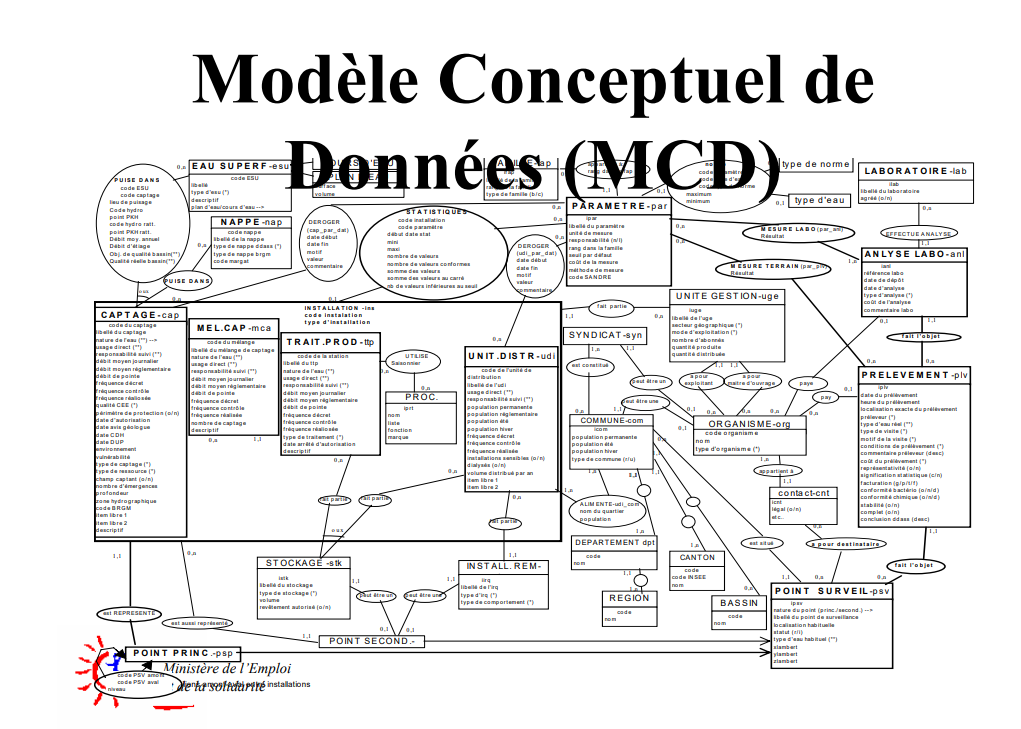 Modèle Conceptuel de
Données (MCD)
PUISE DANS
code ESU
code captage
lieu de puisage
Code hydro
point PKH
code hydro ratt.
point PKH ratt.
Débit moy. annuel
Débit d'étiage
Obj. de qualité bassin(**)
Qualité réelle bassin(**)
EAU SUPERF-esu
code ESU
libellé
type d'esu (*)
descriptif
plan d'eau/cours d'eau -->
surface
volume
NAPPE-nap
code nappe
libellé de la nappe
type de nappe ddass (*)
type de nappe brgm
code margat
PUISE DANS
DEROGER
(cap_par_dat)
date début
date fin
motif
valeur
commentaire
STATISTIQUES
code installation
code paramètre
début date stat
mini
maxi
nombre de valeurs
nombre de valeurs conformes
somme des valeurs
somme des valeurs au carré
nb de valeurs inférieures au seuil
DEROGER
(udi_par_dat)
date début
date fin
motif
valeur
commentaire
type de famille (b/c)
PARAMETRE-par
ipar
libellé du paramètre
unité de mesure
responsabilité (n/l)
rang dans la famille
seuil par défaut
coût de la mesure
méthode de mesure
code SANDRE
maximum
minimum
type de norme
type d'eau
LABORATOIRE-lab
ilab
libellé du laboratoire
agréé (o/n)
EFFECTUE ANALYSE
MESURE LABO(par_anl)
Résultat
MESURE TERRAIN(par_plv)
Résultat
ANLYSE LABO-anl
ianl
référence labo
date de dépôt
date d'analyse
type d'analyse (*)
coût de l'analyse
commentaire labo
fait l'objet
INSTALLATION-ins
code instalation
type d'installation
CAPTAGE-cap
code du captage
libellé du captage
nature de l'eau (**) -->
usage direct (**)
responsabilité suivi (**)
débit moyen journalier
débit moyen réglementaire
débit de pointe
fréquence décret
fréquence contrôle
fréquence réalisée
qualité CEE (*)
périmètre de protection (o/n)
date d'autorisation
date avis géologue
date CDH
date DUP
environnement
vulnérabilité
type de captage (*)
type de ressource (*)
champ captant (o/n)
nombre d'émergences
profondeur
zone hydrographique
code BRGM
item libre 1
item libre 2
descriptif
MEL.CAP-mca
code du mélange
libellé du mélange de captage
nature de l'eau (**)
usage direct (**)
responsabilité suivi (**)
débit moyen journalier
débit moyen réglementaire
débit de pointe
fréquence décret
fréquence contrôle
fréquence réalisée
nombre de captage
descriptif
TRAIT.PROD-ttp
code de la station
libellé du ttp
nature de l'eau (**)
usage direct (**)
responsabilité suivi (**)
débit moyen journalier
débit moyen réglementaire
débit de pointe
fréquence décret
fréquence contrôle
fréquence réalisée
type de traitement (*)
date arrêté d'autorisation
descriptif
UTILISE
Saisonnier
PROC.
iprt
nom
liste
fonction
marque
UNIT.DISTR-udi
code de l'unité de
distribution
libellé de l'udi
usage direct (**)
responsabilité suivi (**)
population permanente
population réglementaire
population été
population hiver
fréquence décret
fréquence contrôle
fréquence réalisée
installations sensibles (o/n)
dialysés (o/n)
volume distribué par an
item libre 1
item libre 2
fait partie
SYNDICAT-syn
est constitué
peut être un
peut être une
UNITE GESTION-uge
iuge
libellé de l'uge
secteur géographique (*)
mode d'exploitation (*)
nombre d'abonnés
quantité produite
quantité distribuée
a pour
exploitant
a pour
maitre d'ouvrage
paye
pay
COMMUNE-com
icom
population permanente
population été
population hiver
type de commune (r/u)
ORGANISME-org
code organisme
nom
type d'organisme (*)
appartient à
contact-cnt
icnt
légal (o/n)
etc..
PRELEVEMENT-plv
iplv
date du prélèvement
heure du prélèvement
localisation exacte du prélèvement
préleveur (*)
type d'eau réel (**)
type de visite (*)
motif de la visite (*)
conditions de prélèvement (*)
commentaire préleveur (desc)
coût du prélèvement (*)
représentativité (o/n)
signification statistique (c/n)
facturation (g/p/t/f)
conformité bactério (o/n/d)
conformité chimique (o/n/d)
stabilité (o/n)
complet (o/n)
conclusion ddass (desc)
ALIMENTE-udi_com
nom du quartier
population
DEPARTEMENT dpt
code
nom
CANTON
code
code INSEE
nom
REGION
code
nom
BASSIN
code
nom
est situé
a pour destinataire
fait l'objet
fait partie
fait partie
fait partie
oux
STOCKAGE -stk
istk
libellé du stockage
type de stockage (*)
volume
revêtement autorisé (o/n)
peut être un
peut être une
INSTALL.REM-
iirq
libellé de l'irq
type d'irq (*)
type de comportement (*)
POINT SURVEIL-psv
ipsv
nature du point (princ./second.) -->
libellé du point de surveillance
localisation habituelle
statut (r/i)
type d'eau habituel (**)
xlambert
ylambert
zlambert
est REPRESENTE
est aussi représenté
POINT SECOND.-
POINT PRINC.-psp
code PSV amont
code PSV aval
niveau
Ministère de l'Emploi
de la solidarité